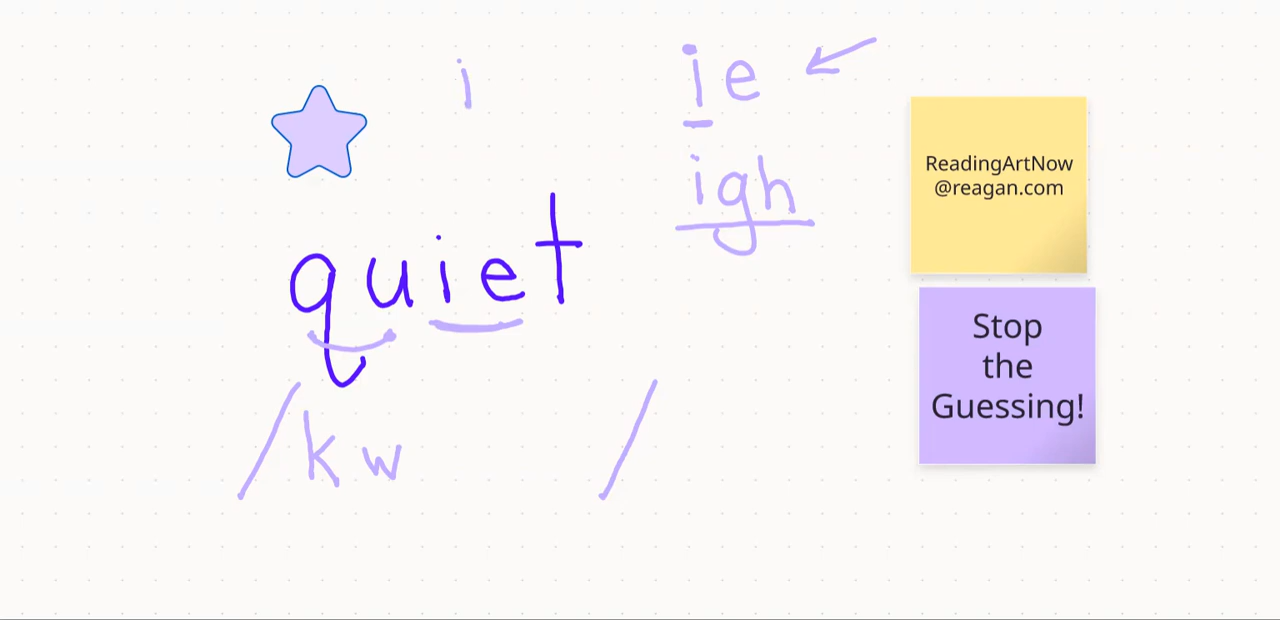 i
ie
igh
quiet
/kw /
ReadingArtNow
@reagan.com
Stop
the
Guessing!